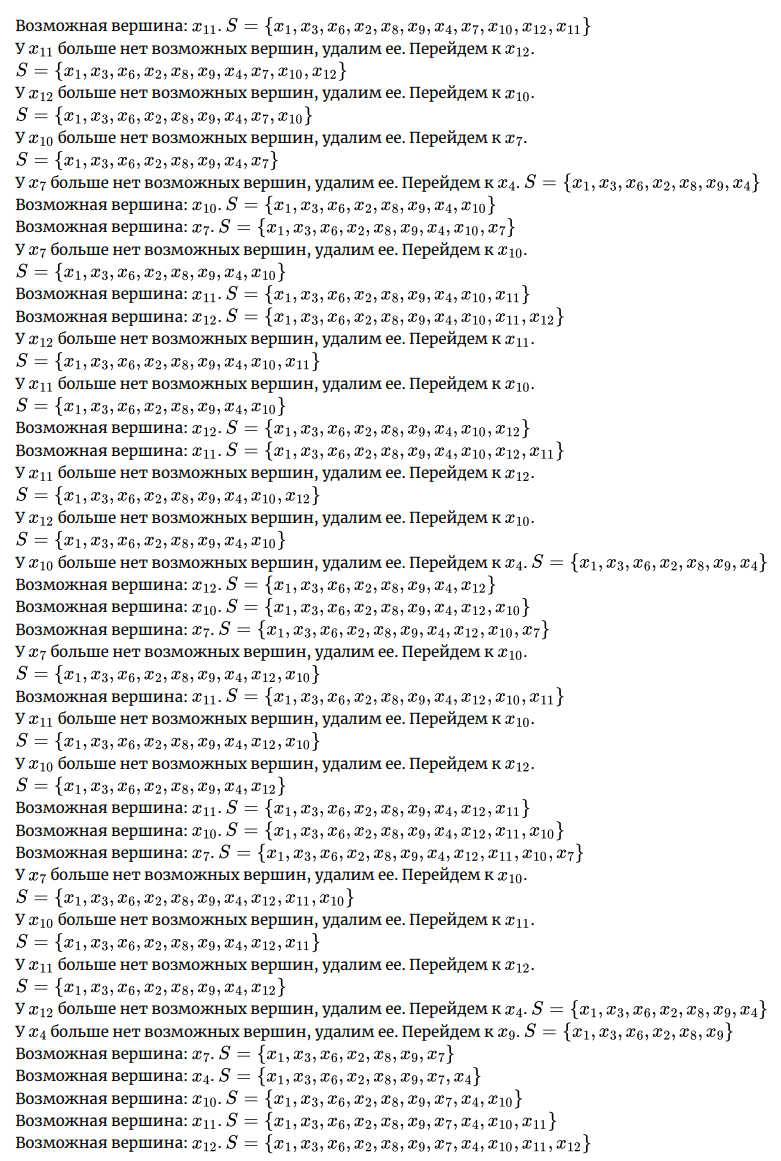 Возможная вершина: x₁₁. S = {x₁, x₃, x₆, x₂, x₈, x₉, x₄, x₇, x₁₀, x₁₂, x₁₁}
У x₁₁ больше нет возможных вершин, удалим ее. Перейдем к x₁₂.
S = {x₁, x₃, x₆, x₂, x₈, x₉, x₄, x₇, x₁₀, x₁₂}
У x₁₂ больше нет возможных вершин, удалим ее. Перейдем к x₁₀.
S = {x₁, x₃, x₆, x₂, x₈, x₉, x₄, x₇, x₁₀}
У x₁₀ больше нет возможных вершин, удалим ее. Перейдем к x₇.
S = {x₁, x₃, x₆, x₂, x₈, x₉, x₄, x₇}
У x₇ больше нет возможных вершин, удалим ее. Перейдем к x₄. S = {x₁, x₃, x₆, x₂, x₈, x₉, x₄}
Возможная вершина: x₁₀. S = {x₁, x₃, x₆, x₂, x₈, x₉, x₄, x₁₀}
Возможная вершина: x₇. S = {x₁, x₃, x₆, x₂, x₈, x₉, x₄, x₁₀, x₇}
У x₇ больше нет возможных вершин, удалим ее. Перейдем к x₁₀.
S = {x₁, x₃, x₆, x₂, x₈, x₉, x₄, x₁₀}
Возможная вершина: x₁₁. S = {x₁, x₃, x₆, x₂, x₈, x₉, x₄, x₁₀, x₁₁}
Возможная вершина: x₁₂. S = {x₁, x₃, x₆, x₂, x₈, x₉, x₄, x₁₀, x₁₁, x₁₂}
У x₁₂ больше нет возможных вершин, удалим ее. Перейдем к x₁₁.
S = {x₁, x₃, x₆, x₂, x₈, x₉, x₄, x₁₀, x₁₁}
У x₁₁ больше нет возможных вершин, удалим ее. Перейдем к x₁₀.
S = {x₁, x₃, x₆, x₂, x₈, x₉, x₄, x₁₀}
Возможная вершина: x₁₂. S = {x₁, x₃, x₆, x₂, x₈, x₉, x₄, x₁₀, x₁₂}
Возможная вершина: x₁₁. S = {x₁, x₃, x₆, x₂, x₈, x₉, x₄, x₁₀, x₁₂, x₁₁}
У x₁₁ больше нет возможных вершин, удалим ее. Перейдем к x₁₂.
S = {x₁, x₃, x₆, x₂, x₈, x₉, x₄, x₁₀, x₁₂}
У x₁₂ больше нет возможных вершин, удалим ее. Перейдем к x₁₀.
S = {x₁, x₃, x₆, x₂, x₈, x₉, x₄, x₁₀}
У x₁₀ больше нет возможных вершин, удалим ее. Перейдем к x₄. S = {x₁, x₃, x₆, x₂, x₈, x₉, x₄}
Возможная вершина: x₁₂. S = {x₁, x₃, x₆, x₂, x₈, x₉, x₄, x₁₂}
Возможная вершина: x₁₀. S = {x₁, x₃, x₆, x₂, x₈, x₉, x₄, x₁₂, x₁₀}
Возможная вершина: x₇. S = {x₁, x₃, x₆, x₂, x₈, x₉, x₄, x₁₂, x₁₀, x₇}
У x₇ больше нет возможных вершин, удалим ее. Перейдем к x₁₀.
S = {x₁, x₃, x₆, x₂, x₈, x₉, x₄, x₁₂, x₁₀}
Возможная вершина: x₁₁. S = {x₁, x₃, x₆, x₂, x₈, x₉, x₄, x₁₂, x₁₀, x₁₁}
У x₁₁ больше нет возможных вершин, удалим ее. Перейдем к x₁₀.
S = {x₁, x₃, x₆, x₂, x₈, x₉, x₄, x₁₂, x₁₀}
У x₁₀ больше нет возможных вершин, удалим ее. Перейдем к x₁₂.
S = {x₁, x₃, x₆, x₂, x₈, x₉, x₄, x₁₂}
Возможная вершина: x₁₁. S = {x₁, x₃, x₆, x₂, x₈, x₉, x₄, x₁₂, x₁₁}
Возможная вершина: x₁₀. S = {x₁, x₃, x₆, x₂, x₈, x₉, x₄, x₁₂, x₁₁, x₁₀}
Возможная вершина: x₇. S = {x₁, x₃, x₆, x₂, x₈, x₉, x₄, x₁₂, x₁₁, x₁₀, x₇}
У x₇ больше нет возможных вершин, удалим ее. Перейдем к x₁₀.
S = {x₁, x₃, x₆, x₂, x₈, x₉, x₄, x₁₂, x₁₁, x₁₀}
У x₁₀ больше нет возможных вершин, удалим ее. Перейдем к x₁₁.
S = {x₁, x₃, x₆, x₂, x₈, x₉, x₄, x₁₂, x₁₁}
У x₁₁ больше нет возможных вершин, удалим ее. Перейдем к x₁₂.
S = {x₁, x₃, x₆, x₂, x₈, x₉, x₄, x₁₂}
У x₁₂ больше нет возможных вершин, удалим ее. Перейдем к x₄. S = {x₁, x₃, x₆, x₂, x₈, x₉, x₄}
У x₄ больше нет возможных вершин, удалим ее. Перейдем к x₉. S = {x₁, x₃, x₆, x₂, x₈, x₉}
Возможная вершина: x₇. S = {x₁, x₃, x₆, x₂, x₈, x₉, x₇}
Возможная вершина: x₄. S = {x₁, x₃, x₆, x₂, x₈, x₉, x₇, x₄}
Возможная вершина: x₁₀. S = {x₁, x₃, x₆, x₂, x₈, x₉, x₇, x₄, x₁₀}
Возможная вершина: x₁₁. S = {x₁, x₃, x₆, x₂, x₈, x₉, x₇, x₄, x₁₀, x₁₁}
Возможная вершина: x₁₂. S = {x₁, x₃, x₆, x₂, x₈, x₉, x₇, x₄, x₁₀, x₁₁, x₁₂}